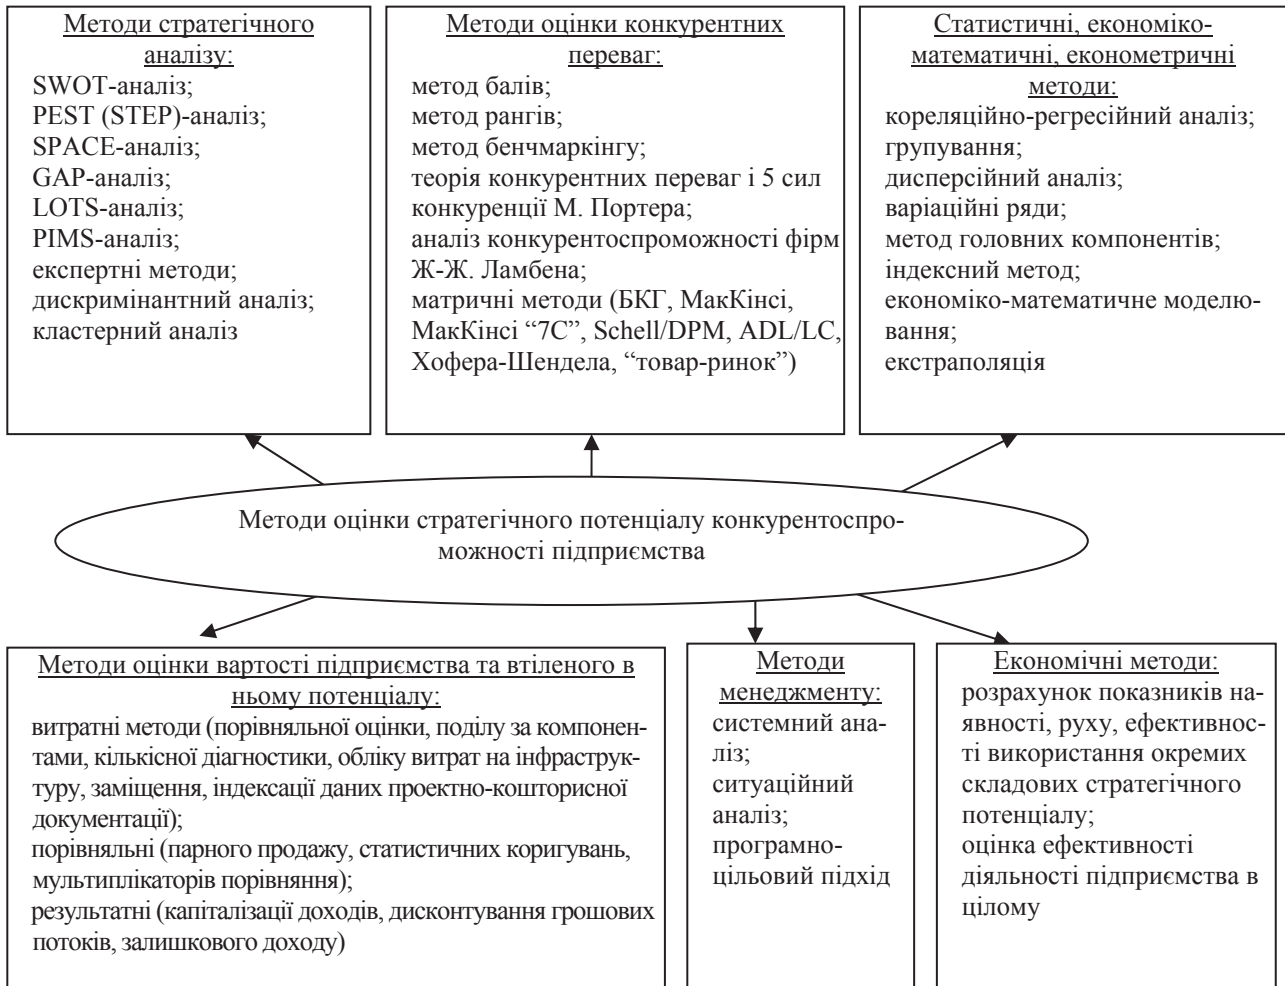 Методи стратегічного
аналізу:
SWOT-аналіз;
PEST (STEP)-аналіз;
SPACE-аналіз;
GAP-аналіз;
LOTS-аналіз;
PIMS-аналіз;
експертні методи;
дискримінантний аналіз;
кластерний аналіз
Методи оцінки конкурентних
переваг:
метод балів;
метод рангів;
метод бенчмаркінгу;
теорія конкурентних переваг і 5 сил
конкуренції М. Портера;
аналіз конкурентоспроможності фірм
Ж-Ж. Ламбена;
матричні методи (БКГ, МакКінсі,
МакКінсі “7С”, Schell/DPM, ADL/LC,
Хофера-Шендела, “товар-ринок”)
Статистичні, економіко-
математичні, економетричні
методи:
кореляційно-регресійний аналіз;
групування;
дисперсійний аналіз;
варіаційні ряди;
метод головних компонентів;
індексний метод;
економіко-математичне моделю-
вання;
екстраполяція
Методи оцінки стратегічного потенціалу конкурентоспро-
можності підприємства
Методи оцінки вартості підприємства та втіленого в
ньому потенціалу:
витратні методи (порівняльної оцінки, поділу за компонен-
тами, кількісної діагностики, обліку витрат на інфраструк-
туру, заміщення, індексації даних проектно-кошторисної
документації);
порівняльні (парного продажу, статистичних коригувань,
мультиплікаторів порівняння);
результатні (капіталізації доходів, дисконтування грошових
потоків, залишкового доходу)
Методи
менеджменту:
системний ана-
ліз;
ситуаційний
аналіз;
програмно-
цільовий підхід
Економічні методи:
розрахунок показників на-
явності, руху, ефективнос-
ті використання окремих
складових стратегічного
потенціалу;
оцінка ефективності
діяльності підприємства в
цілому